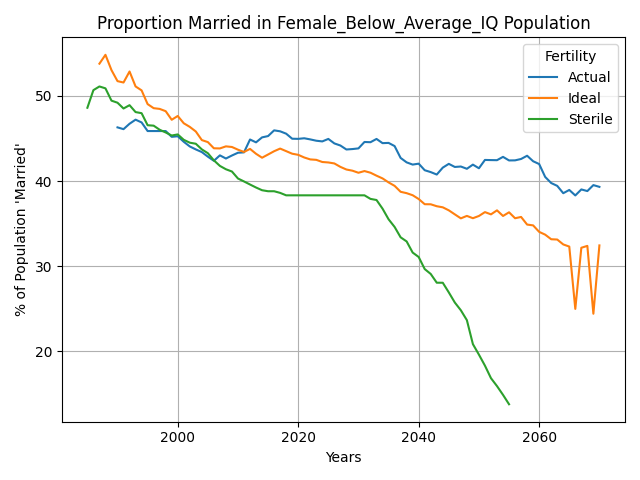 Proportion Married in Female_Below_Average_IQ Population
Fertility
Actual
Ideal
Sterile
% of Population 'Married'
50
40
30
20
2000
2020
2040
2060
Years